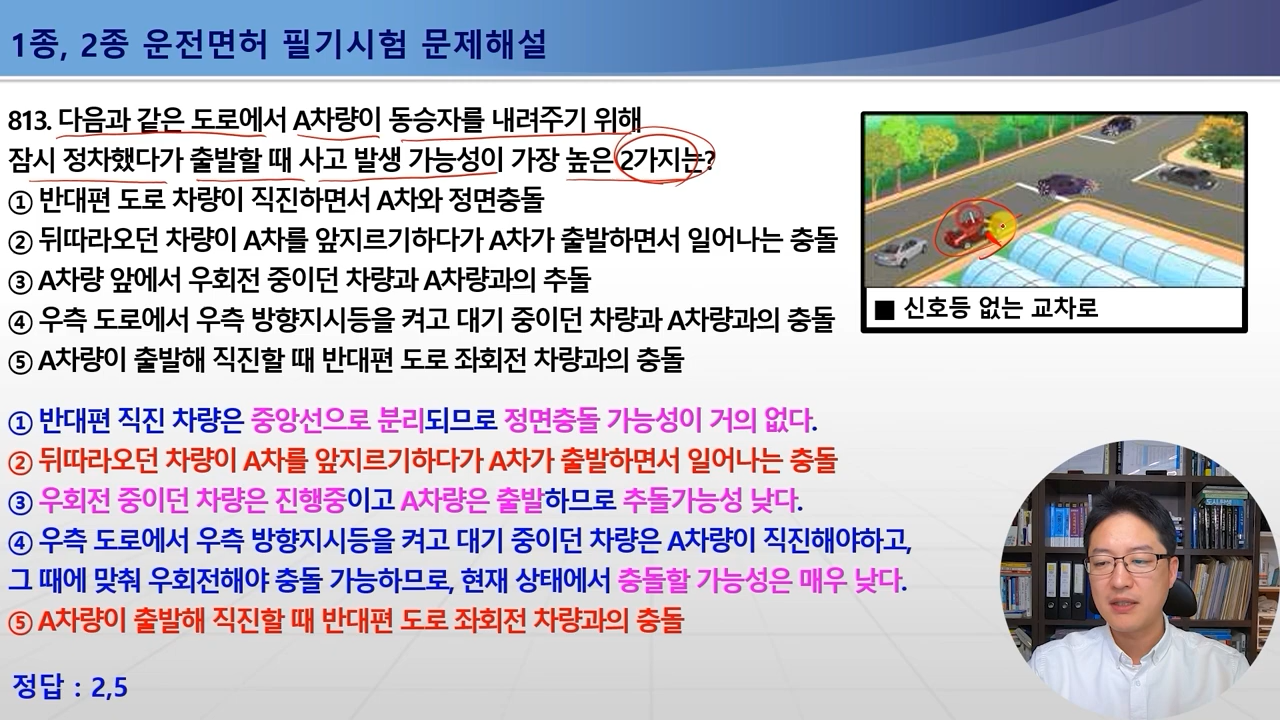 1종, 2종 운전면허 필기시험 문제해설
813. 다음과 같은 도로에서 A차량이 동승자를 내려주기 위해
잠시 정차했다가 출발할 때 사고 발생 가능성이 가장 높은 2가지는?
① 반대편 도로 차량이 직진하면서 A차와 정면충돌
② 뒤따라오던 차량이 A차를 앞지르기하다가 A차가 출발하면서 일어나는 충돌
③ A차량 앞에서 우회전 중이던 차량과 A차량과의 추돌
④ 우측 도로에서 우측 방향지시등을 켜고 대기 중이던 차량과 A차량과의 충돌
⑤ A차량이 출발해 직진할 때 반대편 도로 좌회전 차량과의 충돌
■ 신호등 없는 교차로
① 반대편 직진 차량은 중앙선으로 분리되므로 정면충돌 가능성이 거의 없다.
② 뒤따라오던 차량이 A차를 앞지르기하다가 A차가 출발하면서 일어나는 충돌
③ 우회전 중이던 차량은 진행중이고 A차량은 출발하므로 추돌가능성 낮다.
④ 우측 도로에서 우측 방향지시등을 켜고 대기 중이던 차량은 A차량이 직진해야하고,
그 때에 맞춰 우회전해야 충돌 가능하므로, 현재 상태에서 충돌할 가능성은 매우 낮다.
⑤ A차량이 출발해 직진할 때 반대편 도로 좌회전 차량과의 충돌
정답 : 2,5